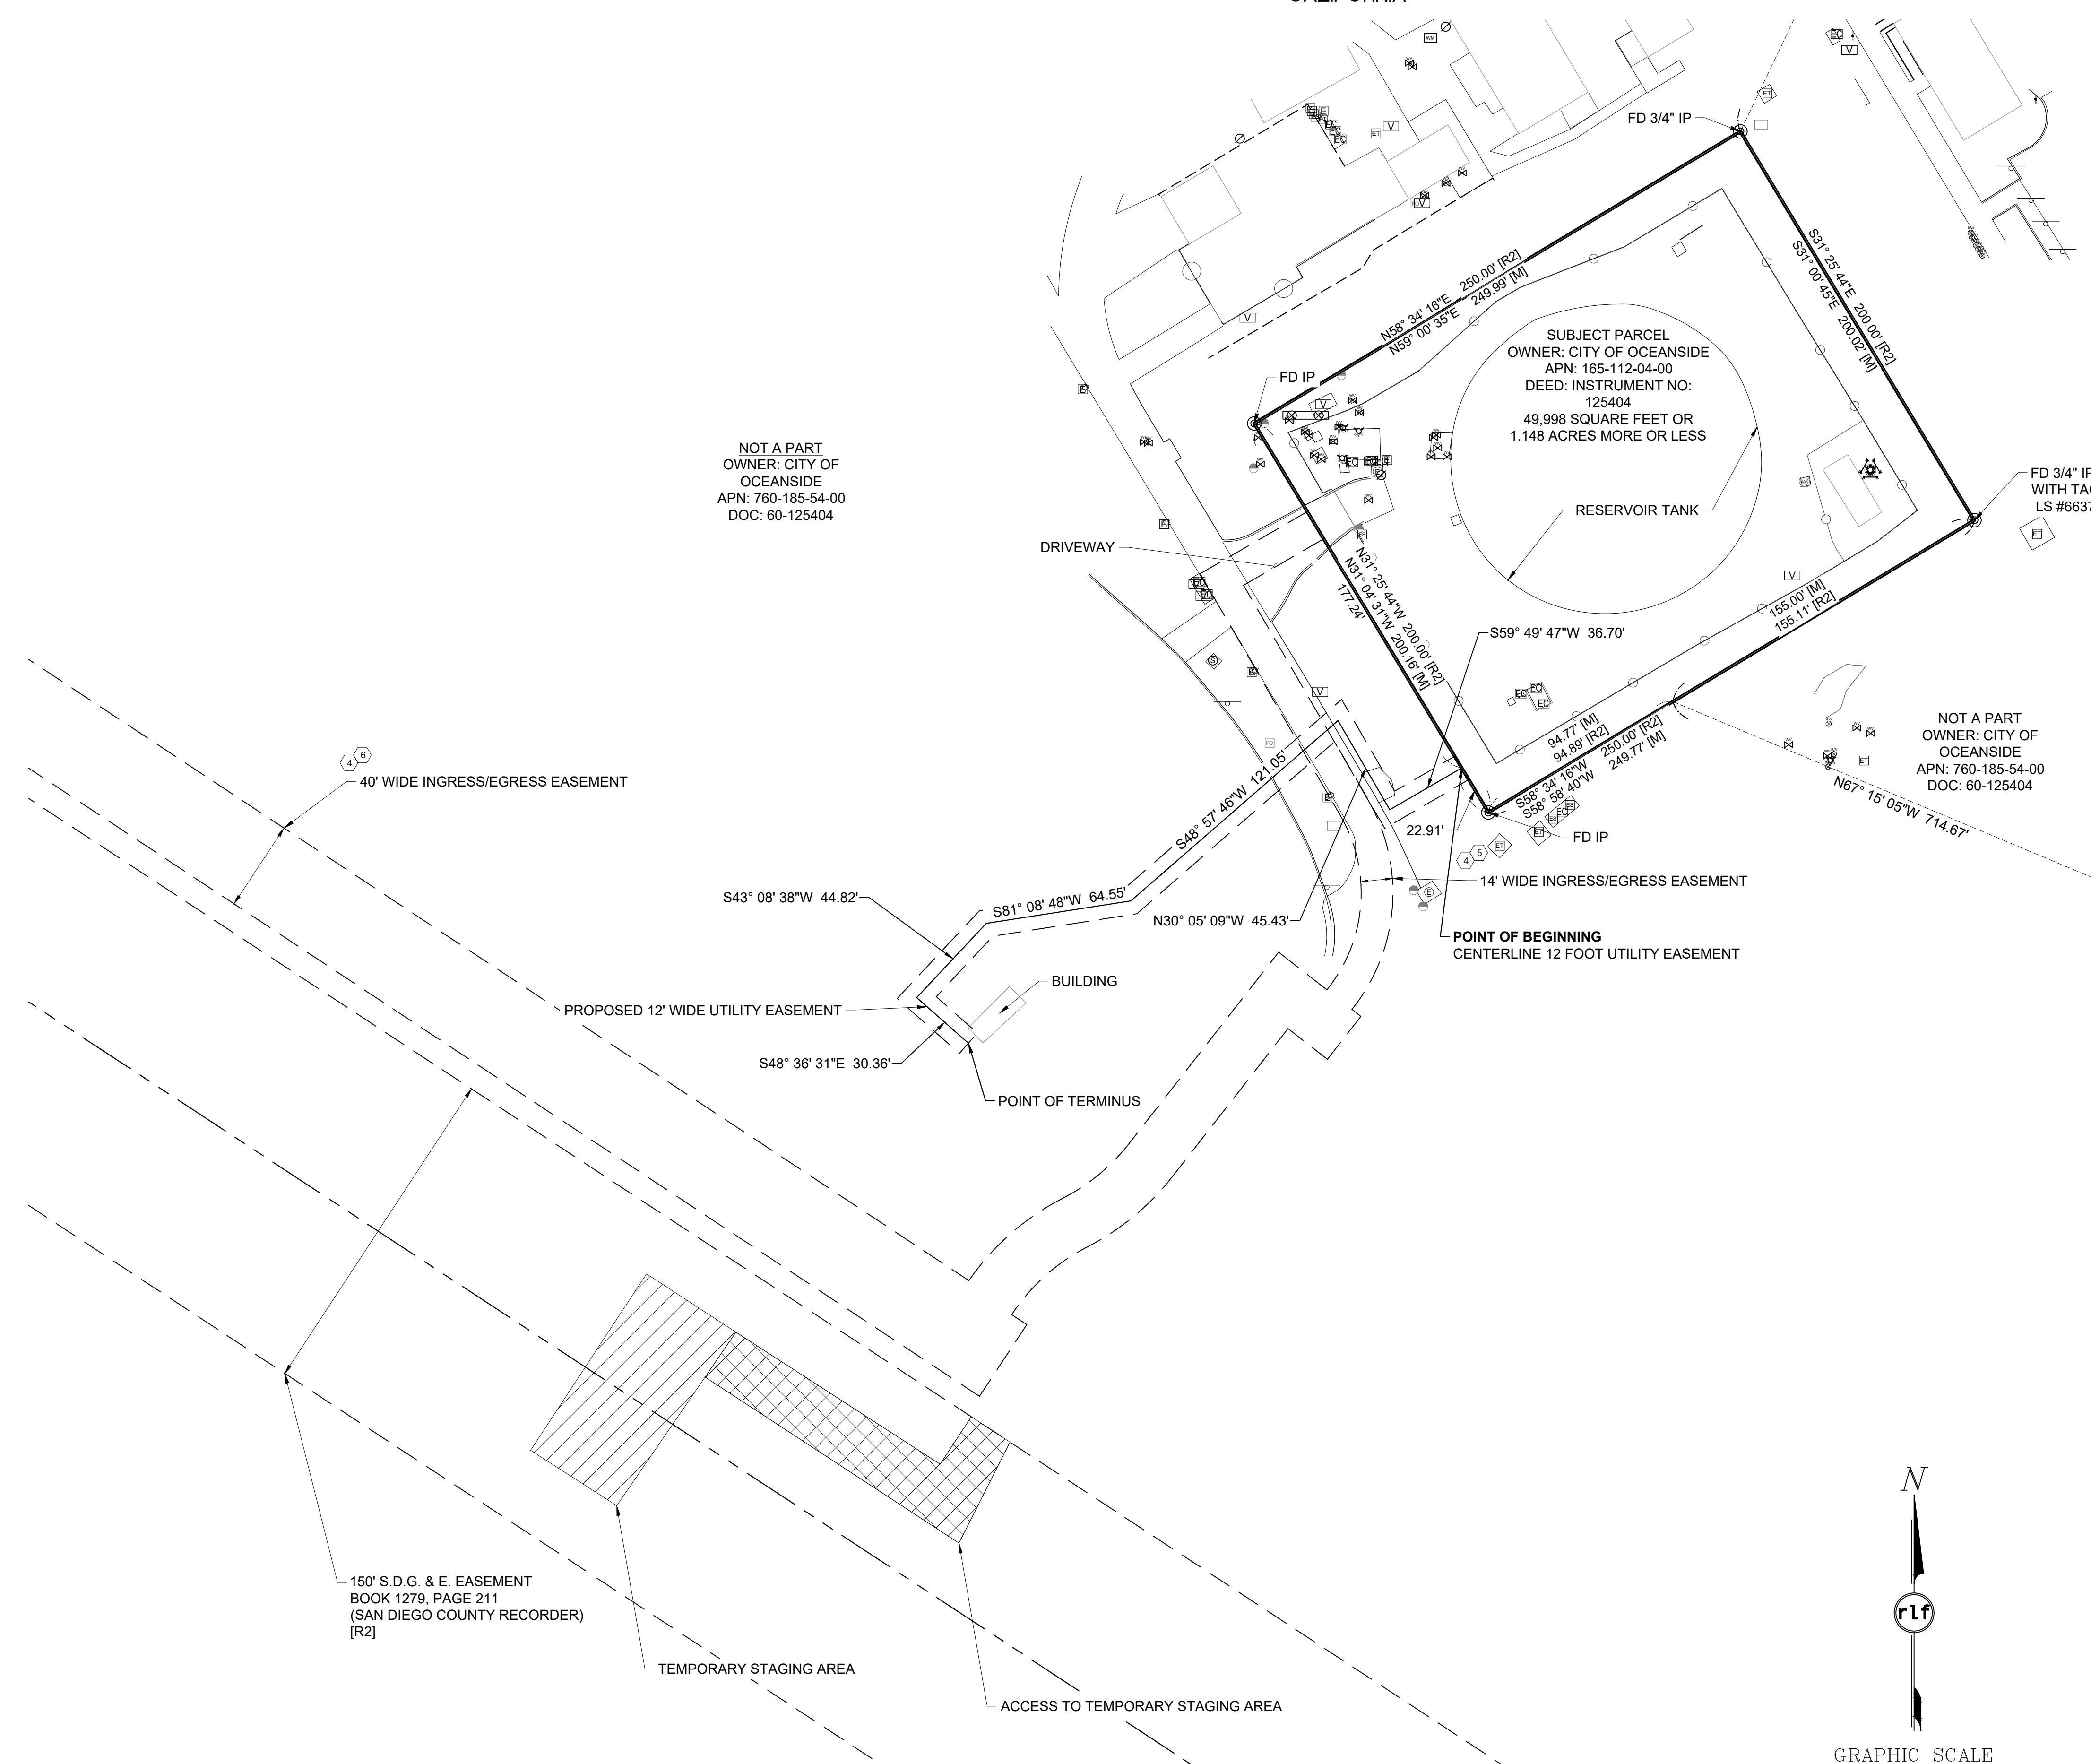 FD 3/4" IP
N58° 34' 16"E 250.00' [R2]
N59° 00' 35"E 249.99' [M]
S31° 25' 44"E 200.00' [R2]
S31° 00' 45"E 200.02' [M]
SUBJECT PARCEL
OWNER: CITY OF OCEANSIDE
APN: 165-112-04-00
DEED: INSTRUMENT NO:
125404
49,998 SQUARE FEET OR
1.148 ACRES MORE OR LESS
FD IP
NOT A PART
OWNER: CITY OF
OCEANSIDE
APN: 760-185-54-00
DOC: 60-125404
FD 3/4" IP
WITH TAG
LS #6637
RESERVOIR TANK
DRIVEWAY
N31° 25' 44"W 200.00' [R2]
N31° 04' 31"W 200.16' [M]
177.24'
155.00' [M]
155.11' [R2]
S59° 49' 47"W 36.70'
94.77' [M]
94.89' [R2]
S58° 34' 16"W 250.00' [R2]
S58° 58' 40"W 249.77' [M]
NOT A PART
OWNER: CITY OF
OCEANSIDE
APN: 760-185-54-00
DOC: 60-125404
N67° 15' 05"W 714.67'
4 6
40' WIDE INGRESS/EGRESS EASEMENT
S48° 57' 46"W 121.05'
22.91'
FD IP
4 5
14' WIDE INGRESS/EGRESS EASEMENT
S43° 08' 38"W 44.82'
S81° 08' 48"W 64.55'
N30° 05' 09"W 45.43'
POINT OF BEGINNING
CENTERLINE 12 FOOT UTILITY EASEMENT
BUILDING
PROPOSED 12' WIDE UTILITY EASEMENT
S48° 36' 31"E 30.36'
POINT OF TERMINUS
150' S.D.G. & E. EASEMENT
BOOK 1279, PAGE 211
(SAN DIEGO COUNTY RECORDER)
[R2]
TEMPORARY STAGING AREA
ACCESS TO TEMPORARY STAGING AREA
N
rlf
GRAPHIC SCALE